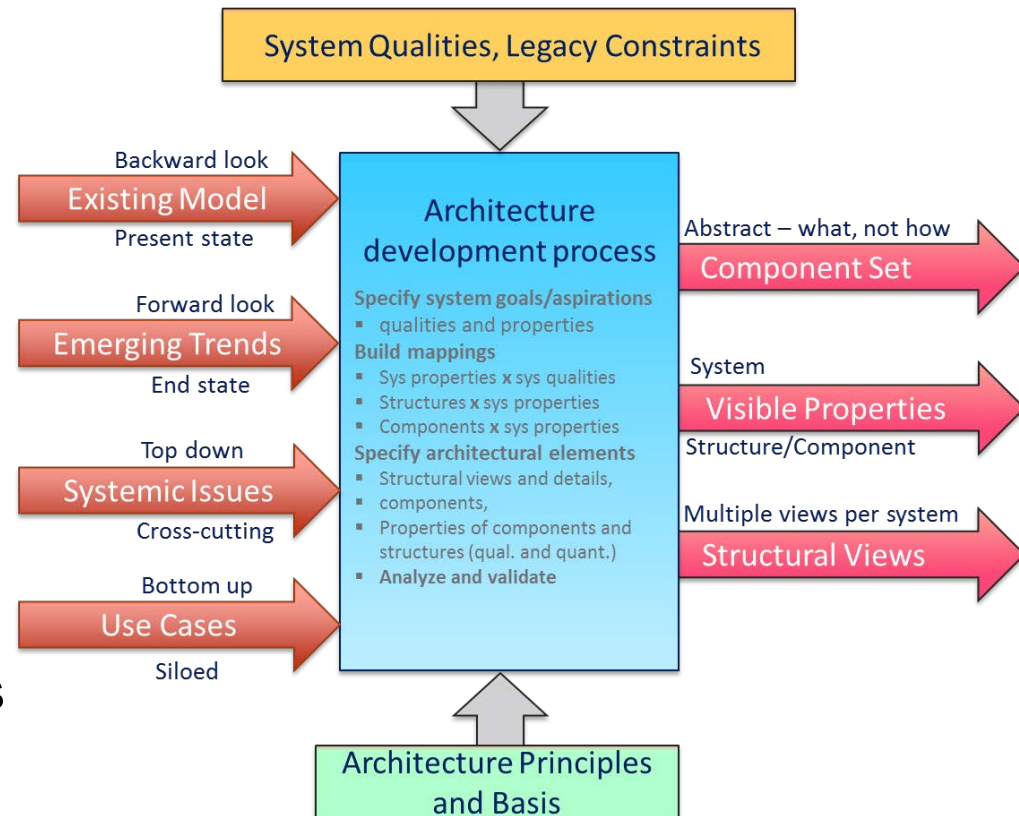 System Qualities, Legacy Constraints
Backward look
Existing Model
Present state
Forward look
Emerging Trends
End state
Top down
Systemic Issues
Cross-cutting
Bottom up
Use Cases
Siloed
s
Architecture
development process
Specify system goals/aspirations
▪ qualities and properties
Build mappings
▪ Sys properties x sys qualities
▪ Structures x sys properties
▪ Components x sys properties
Specify architectural elements
▪ Structural views and details,
▪ components,
▪ Properties of components and
structures (qual. and quant.)
▪ Analyze and validate
Abstract – what, not how
Component Set
System
Visible Properties
Structure/Component
Multiple views per system
Structural Views
Architecture Principles
and Basis